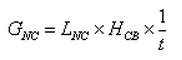 G_NC = L_NC × H_CB × 1/t